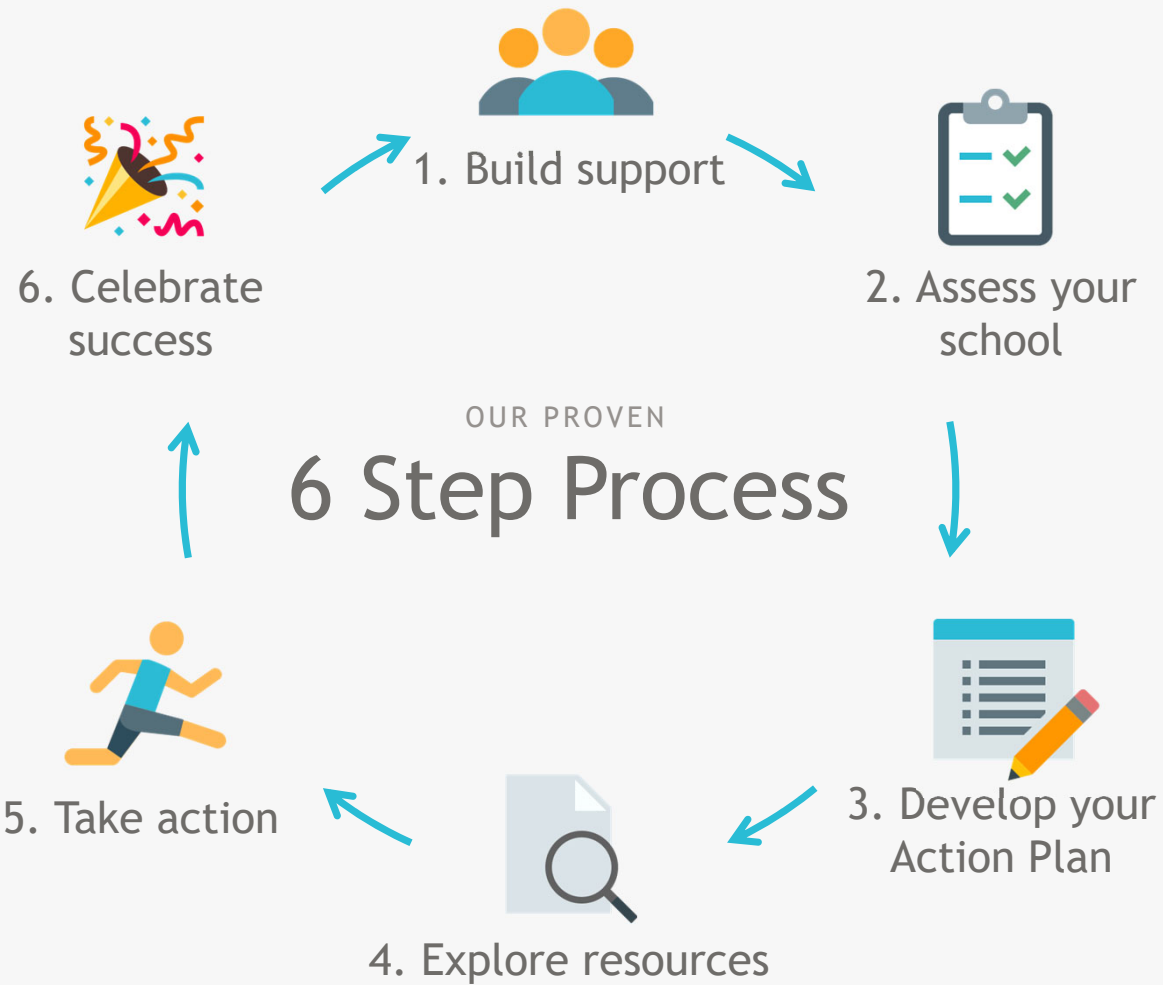 1. Build support
2. Assess your
school
3. Develop your
Action Plan
4. Explore resources
5. Take action
6. Celebrate
success
OUR PROVEN
6 Step Process